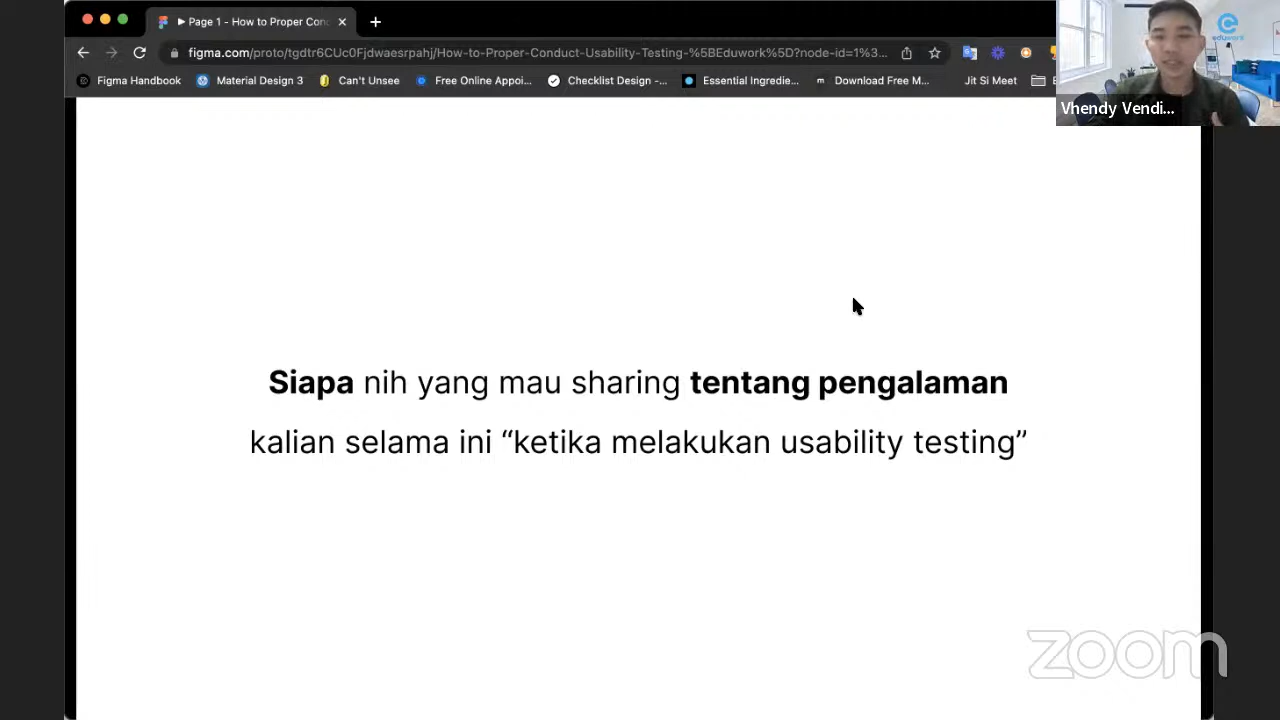 Page 1 - How to Proper Con
figma.com/proto/tgdtr6CUc0Fjdwaesrpahj/How-to-Proper-Conduct-Usability-Testing-%5BEduwork%5D?node-id=1%3...
Figma Handbook Material Design 3 Can't Unsee Free Online Appoi... Checklist Design -... Essential Ingredie... Download Free M... Jit Si Meet
eduwork
Vhendy Vendi...
Siapa nih yang mau sharing tentang pengalaman
kalian selama ini “ketika melakukan usability testing”
zoom